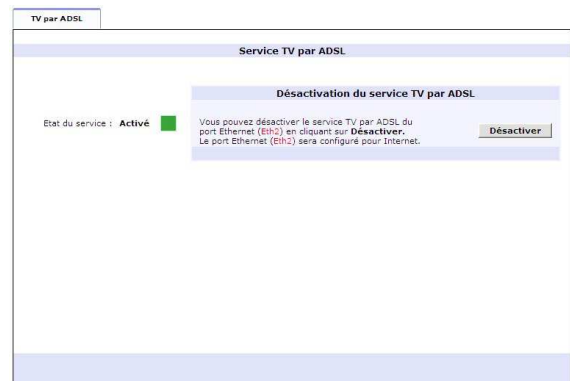 TV par ADSL
Service TV par ADSL
Désactivation du service TV par ADSL
Etat du service : Activé
Vous pouvez désactiver le service TV par ADSL du
port Ethernet (Eth2) en cliquant sur Désactiver.
Le port Ethernet (Eth2) sera configuré pour Internet.
Désactiver